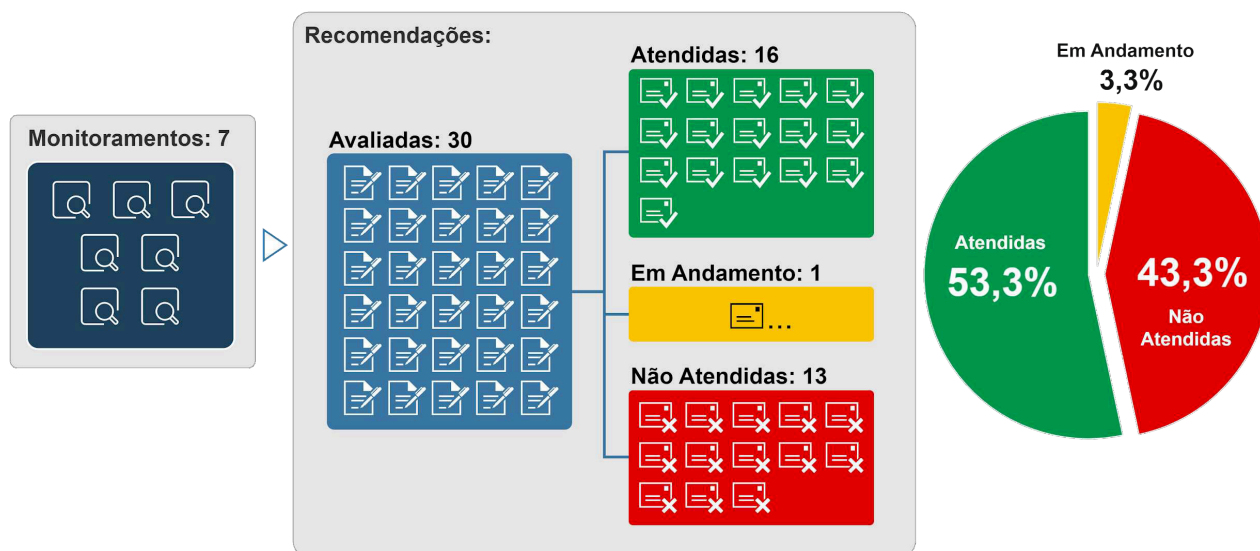 Monitoramentos: 7
Recomendações:
Avaliadas: 30
Atendidas: 16
Em Andamento: 1
...
Não Atendidas: 13
Em Andamento
3,3%
Atendidas
53,3%
43,3%
Não
Atendidas